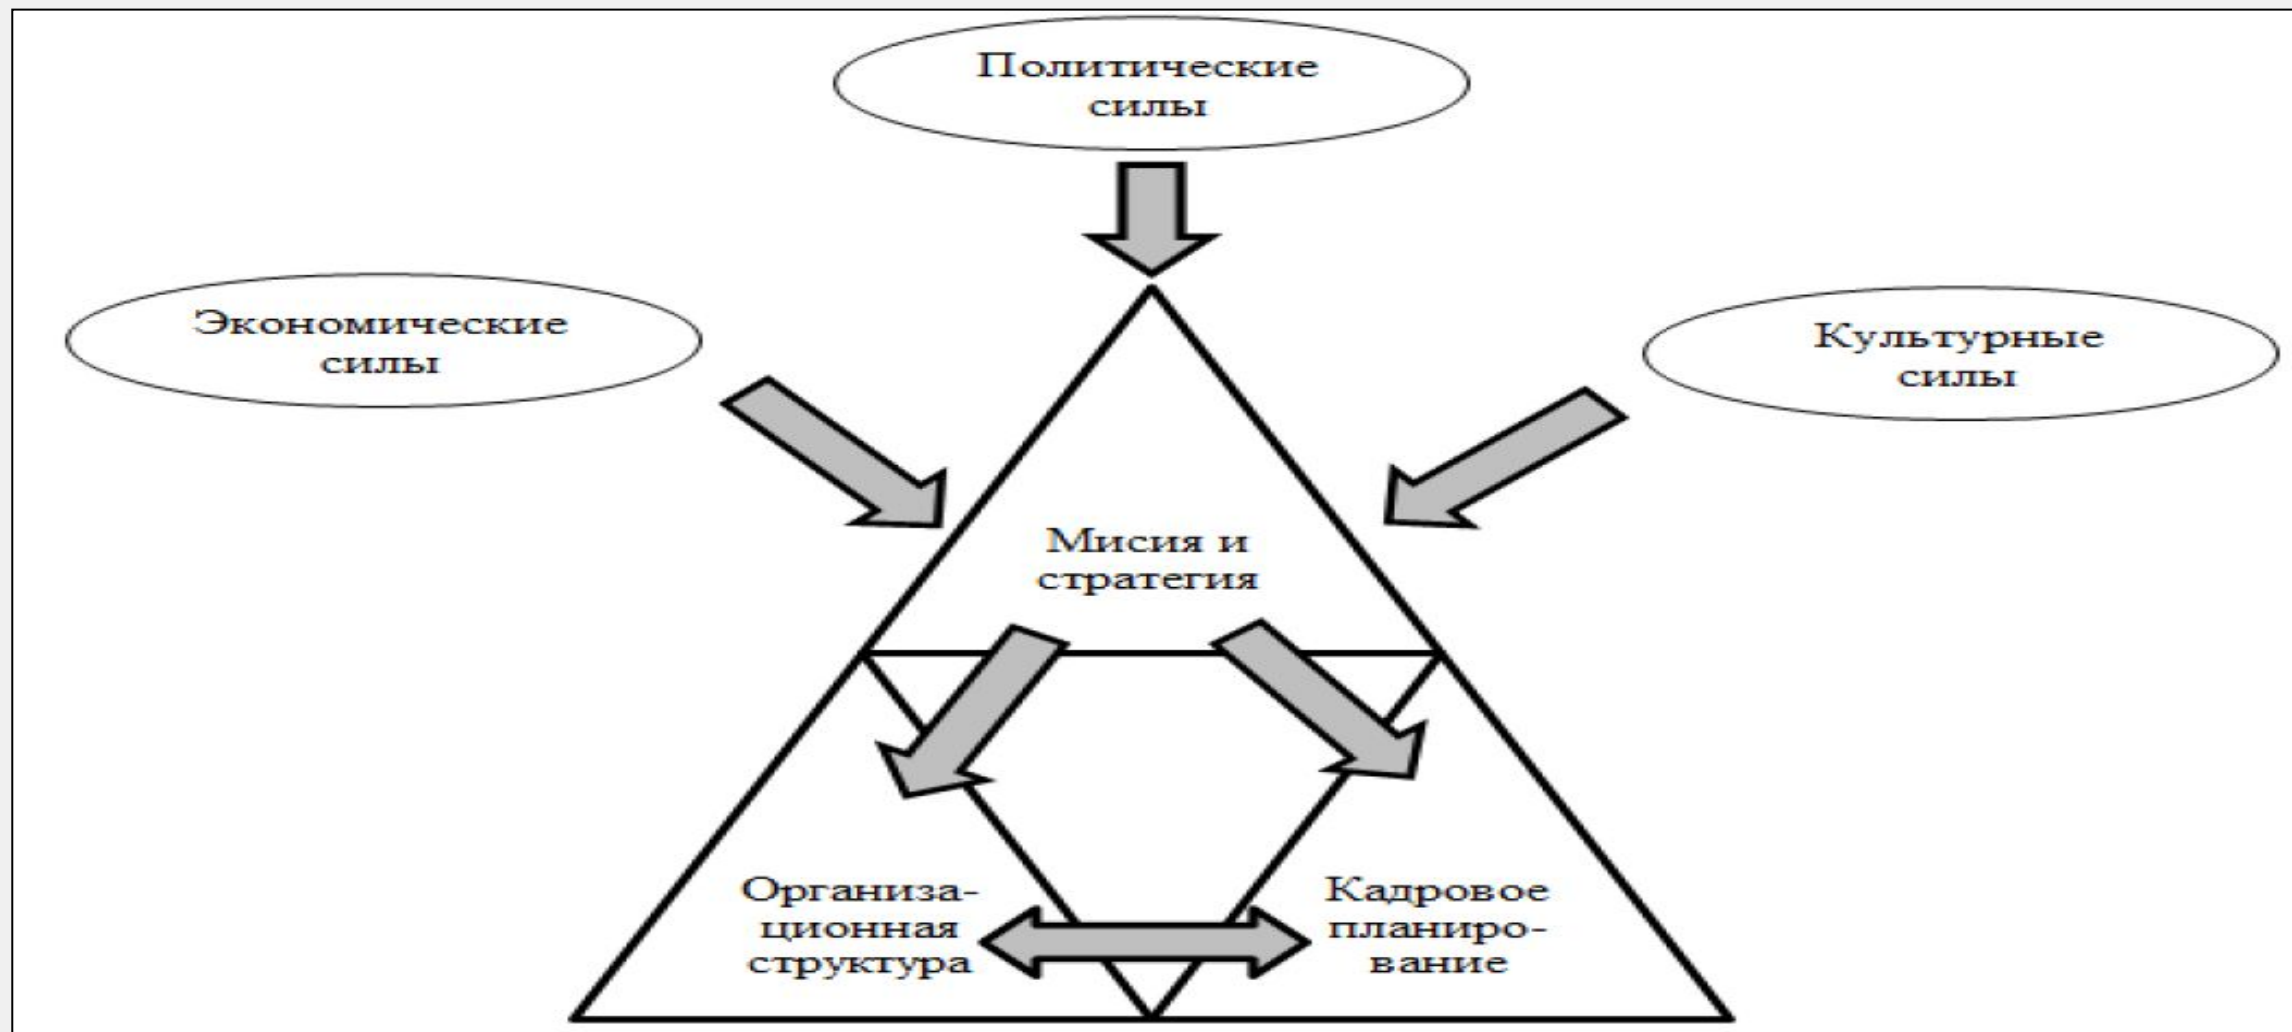 Политические
силы
Экономические
силы
Культурные
силы
Мисия и
стратегия
Организа-
ционная
структура
Кадровое
планиро-
вание